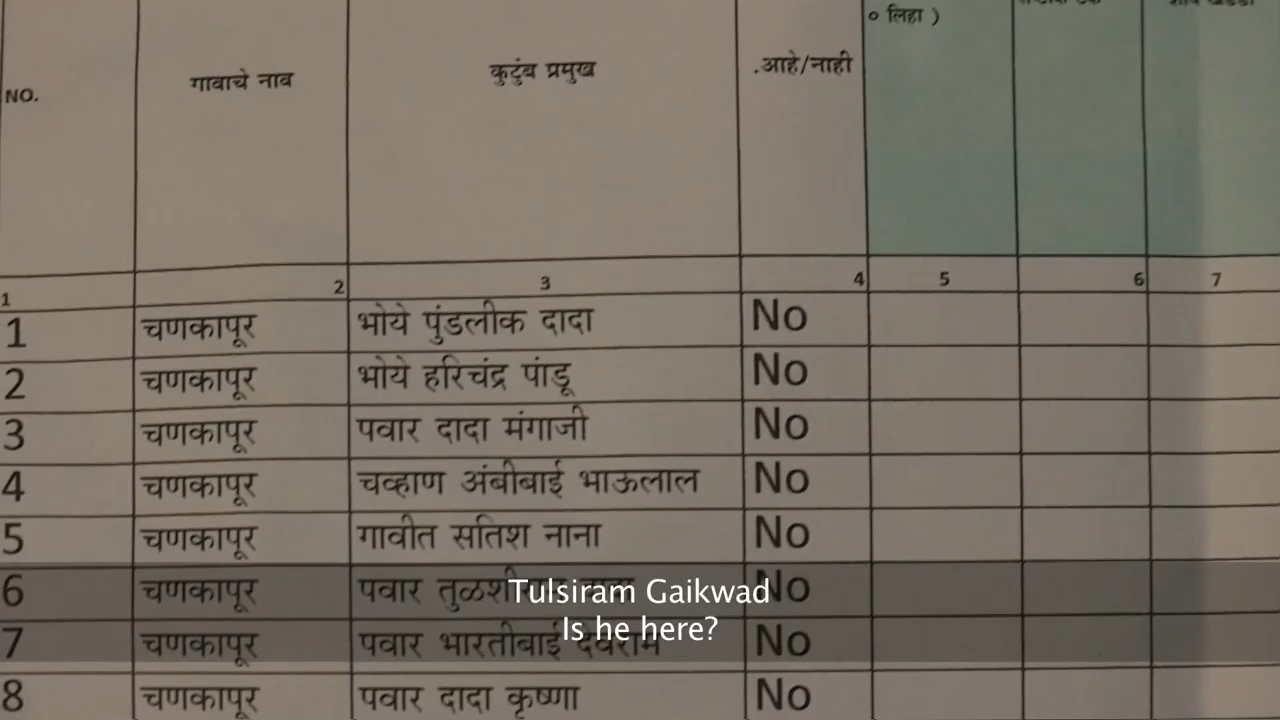 ० लिहा )
NO.
गावाचे नाव
कुटुंब प्रमुख
.आहे/नाही
1 2 3 4 5 6 7
1 चणकापूर भोये पुंडलीक दादा No
2 चणकापूर भोये हरिचंद्र पांडू No
3 चणकापूर पवार दादा मंगाजी No
4 चणकापूर चव्हाण अंबीबाई भाऊलाल No
5 चणकापूर गावीत सतिश नाना No
6 चणकापूर पवार No
7 चणकापूर पवार भारतीबाई देवराम No
8 चणकापूर पवार दादा कृष्णा No
Tulsiram Gaikwad
Is he here?